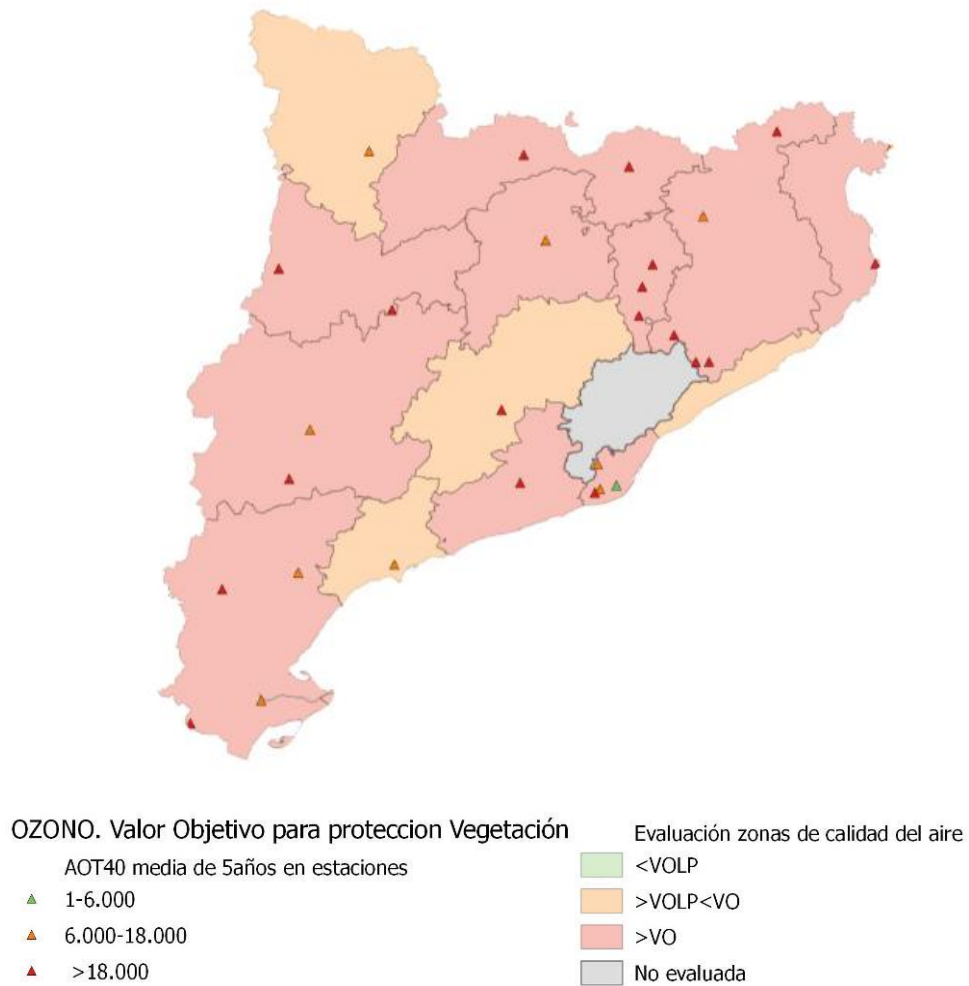 OZONO. Valor Objetivo para proteccion Vegetación
AOT40 media de 5años en estaciones
1-6.000
6.000-18.000
>18.000
Evaluación zonas de calidad del aire
<VOLP
>VOLP<VO
>VO
No evaluada